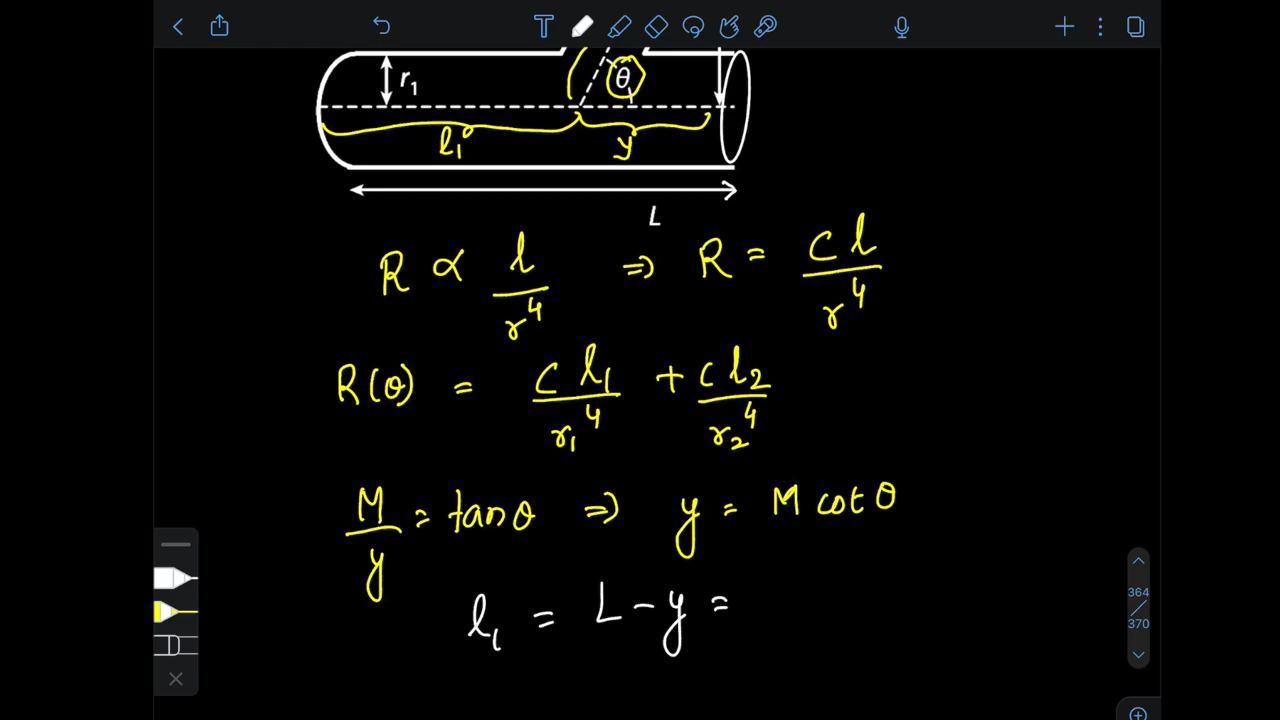 θ
r₁
l₁
y
L
R ∝ l/r⁴ ⇒ R = Cl/r⁴
R(θ) = Cl₁/r₁⁴ + Cl₂/r₂⁴
M/y = tanθ ⇒ y = M cotθ
l₁ = L - y =
364
370